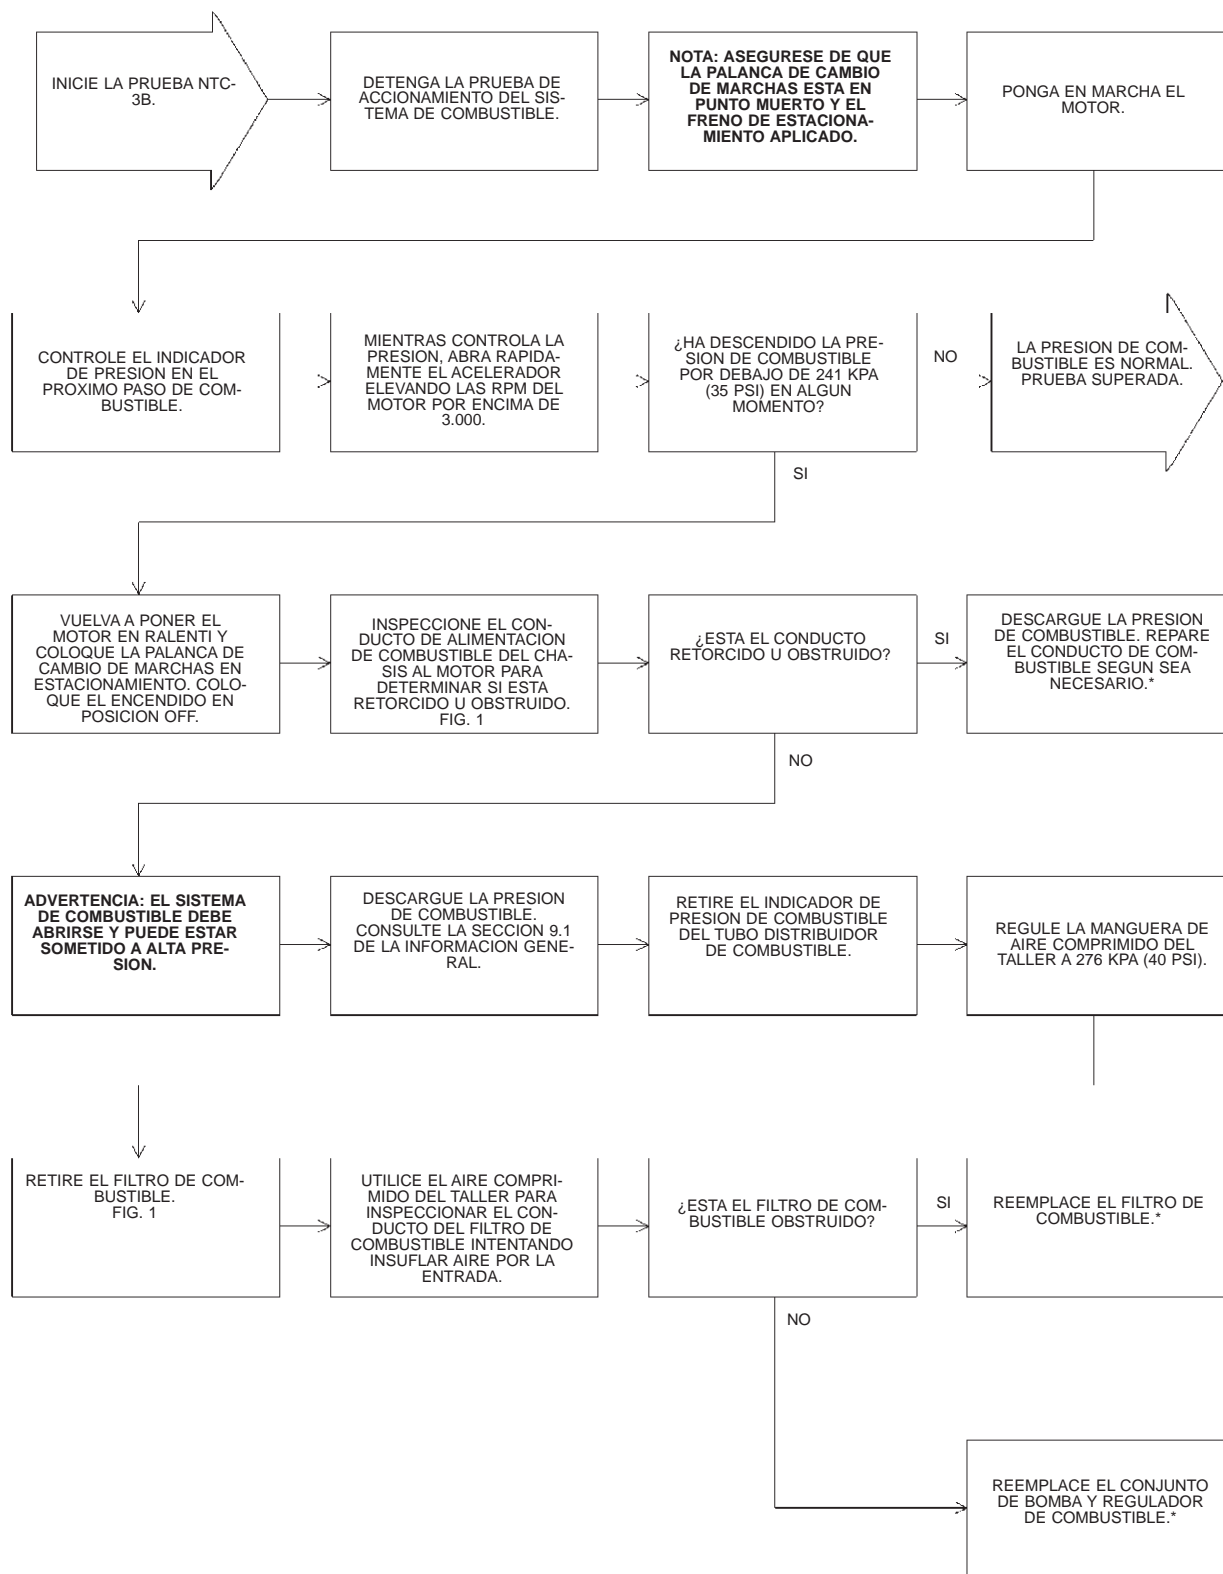 INICIE LA PRUEBA NTC-
3B.
DETENGA LA PRUEBA DE
ACCIONAMIENTO DEL SIS-
TEMA DE COMBUSTIBLE.
NOTA: ASEGURESE DE QUE
LA PALANCA DE CAMBIO
DE MARCHAS ESTA EN
PUNTO MUERTO Y EL
FRENO DE ESTACIONA-
MIENTO APLICADO.
PONGA EN MARCHA EL
MOTOR.
CONTROLE EL INDICADOR
DE PRESION EN EL
PROXIMO PASO DE COM-
BUSTIBLE.
MIENTRAS CONTROLA LA
PRESION, ABRA RAPIDA-
MENTE EL ACELERADOR
ELEVANDO LAS RPM DEL
MOTOR POR ENCIMA DE
3.000.
¿HA DESCENDIDO LA PRE-
SION DE COMBUSTIBLE
POR DEBAJO DE 241 KPA
(35 PSI) EN ALGUN
MOMENTO?
NO
LA PRESION DE COM-
BUSTIBLE ES NORMAL.
PRUEBA SUPERADA.
SI
VUELVA A PONER EL
MOTOR EN RALENTI Y
COLOQUE LA PALANCA DE
CAMBIO DE MARCHAS EN
ESTACIONAMIENTO. COLO-
QUE EL ENCENDIDO EN
POSICION OFF.
INSPECCIONE EL CON-
DUCTO DE ALIMENTACION
DE COMBUSTIBLE DEL CHA-
SIS AL MOTOR PARA
DETERMINAR SI ESTA
RETORCIDO U OBSTRUIDO.
FIG. 1
¿ESTA EL CONDUCTO
RETORCIDO U OBSTRUIDO?
SI
DESCARGUE LA PRESION
DE COMBUSTIBLE. REPARE
EL CONDUCTO DE COM-
BUSTIBLE SEGUN SEA
NECESARIO.*
NO
ADVERTENCIA: EL SISTEMA
DE COMBUSTIBLE DEBE
ABRIRSE Y PUEDE ESTAR
SOMETIDO A ALTA PRE-
SION.
DESCARGUE LA PRESION
DE COMBUSTIBLE.
CONSULTE LA SECCION 9.1
DE LA INFORMACION GENE-
RAL.
RETIRE EL INDICADOR DE
PRESION DE COMBUSTIBLE
DEL TUBO DISTRIBUIDOR
DE COMBUSTIBLE.
REGULE LA MANGUERA DE
AIRE COMPRIMIDO DEL
TALLER A 276 KPA (40 PSI).
RETIRE EL FILTRO DE COM-
BUSTIBLE.
FIG. 1
UTILICE EL AIRE COMPRI-
MIDO DEL TALLER PARA
INSPECCIONAR EL CON-
DUCTO DEL FILTRO DE
COMBUSTIBLE INTENTANDO
INSUFLAR AIRE POR LA
ENTRADA.
¿ESTA EL FILTRO DE COM-
BUSTIBLE OBSTRUIDO?
SI
REEMPLACE EL FILTRO DE
COMBUSTIBLE.*
NO
REEMPLACE EL CONJUNTO
DE BOMBA Y REGULADOR
DE COMBUSTIBLE.*